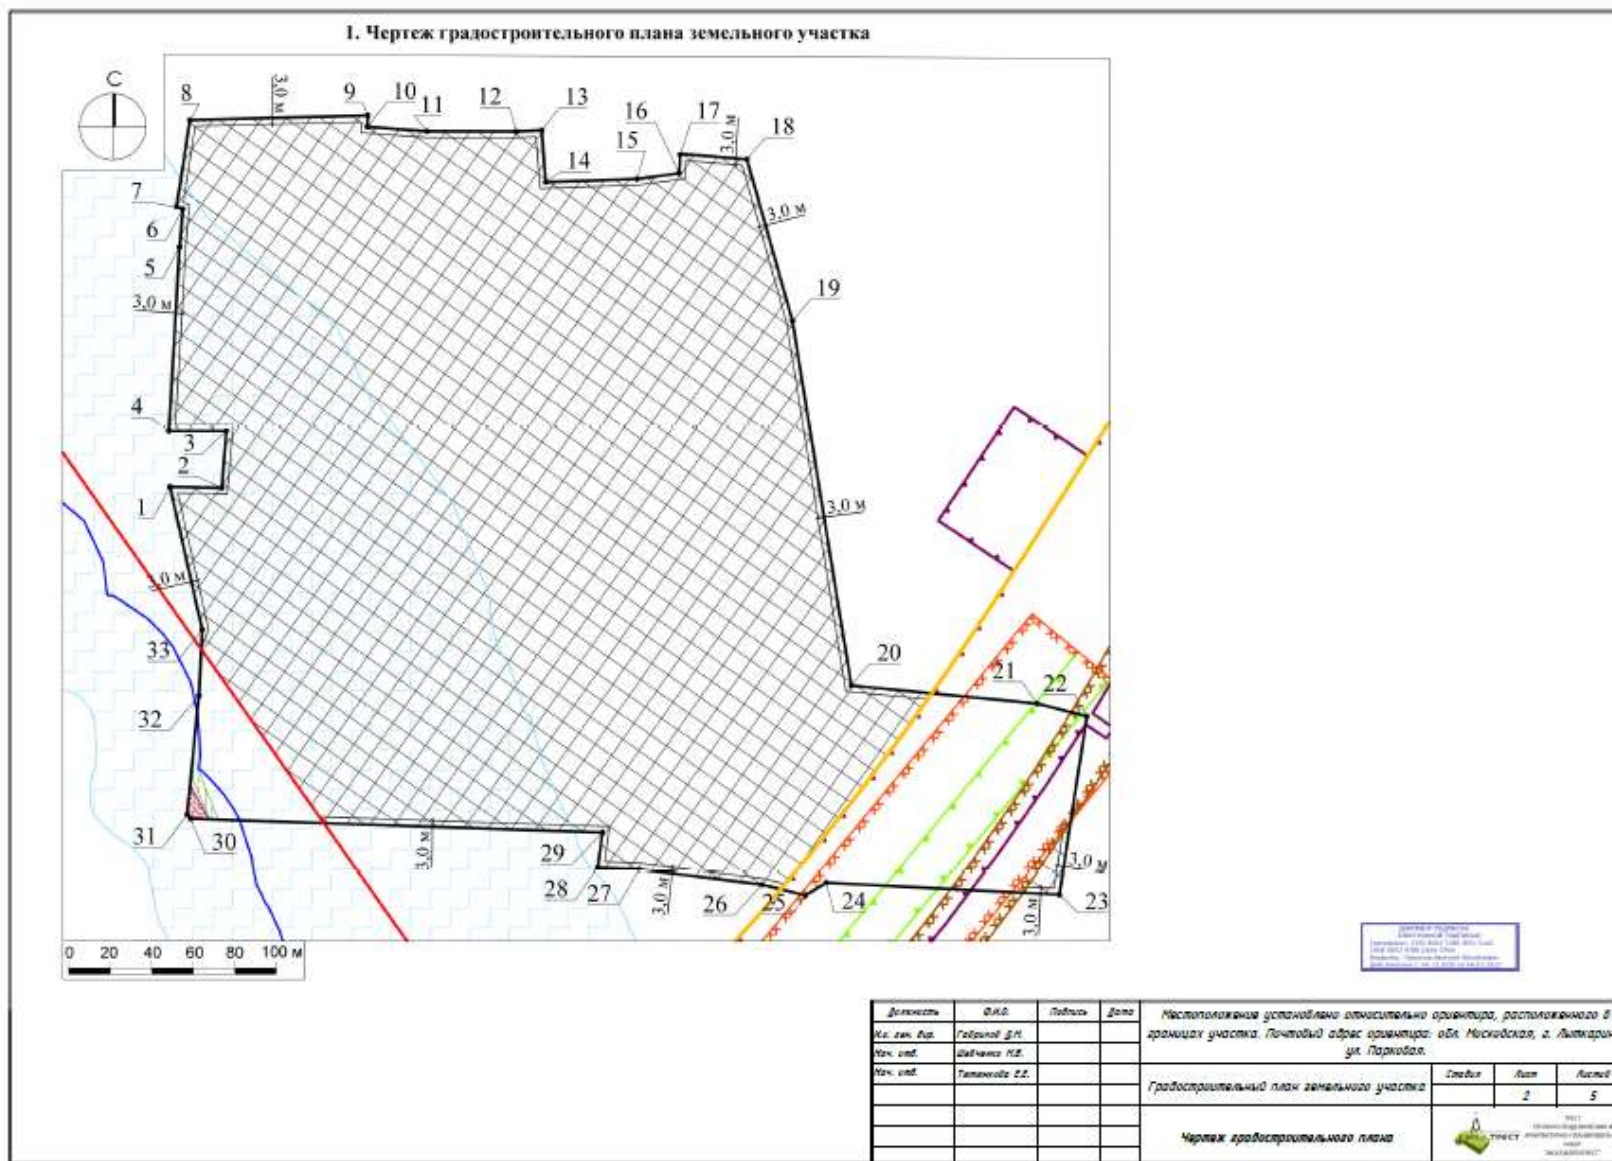 1. Чертеж градостроительного плана земельного участка
С
8
3,0 м
9
10
11
12
13
14
15
16
17
3,0 м
18
7
6
5
3,0 м
3,0 м
19
4
3
2
1
3,0 м
,0 м
33
32
20
21
22
31
30
3,0 м
29
28
27
3,0 м
26
25
24
3,0 м
3,0 м
23
0 20 40 60 80 100 м
Должность Ф.И.О. Подпись Дата
Местоположение установлено относительно ориентира, расположенного в
границах участка. Почтовый адрес ориентира: обл. Московская, г. Лыткарин
ул. Парковая.
Нач. отд. Шевченко
Нач. отд.
Градостроительный план земельного участка
Стадия Лист Листов
2 5
Чертеж градостроительного плана
ТРЕСТ